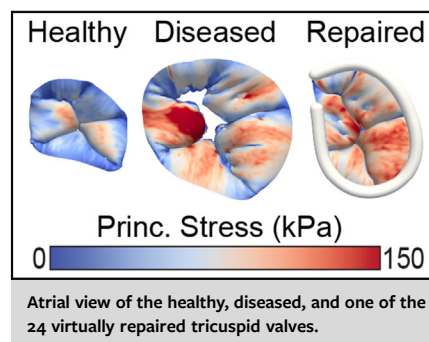 Healthy Diseased Repaired
Princ. Stress (kPa)
0 150
Atrial view of the healthy, diseased, and one of the
24 virtually repaired tricuspid valves.